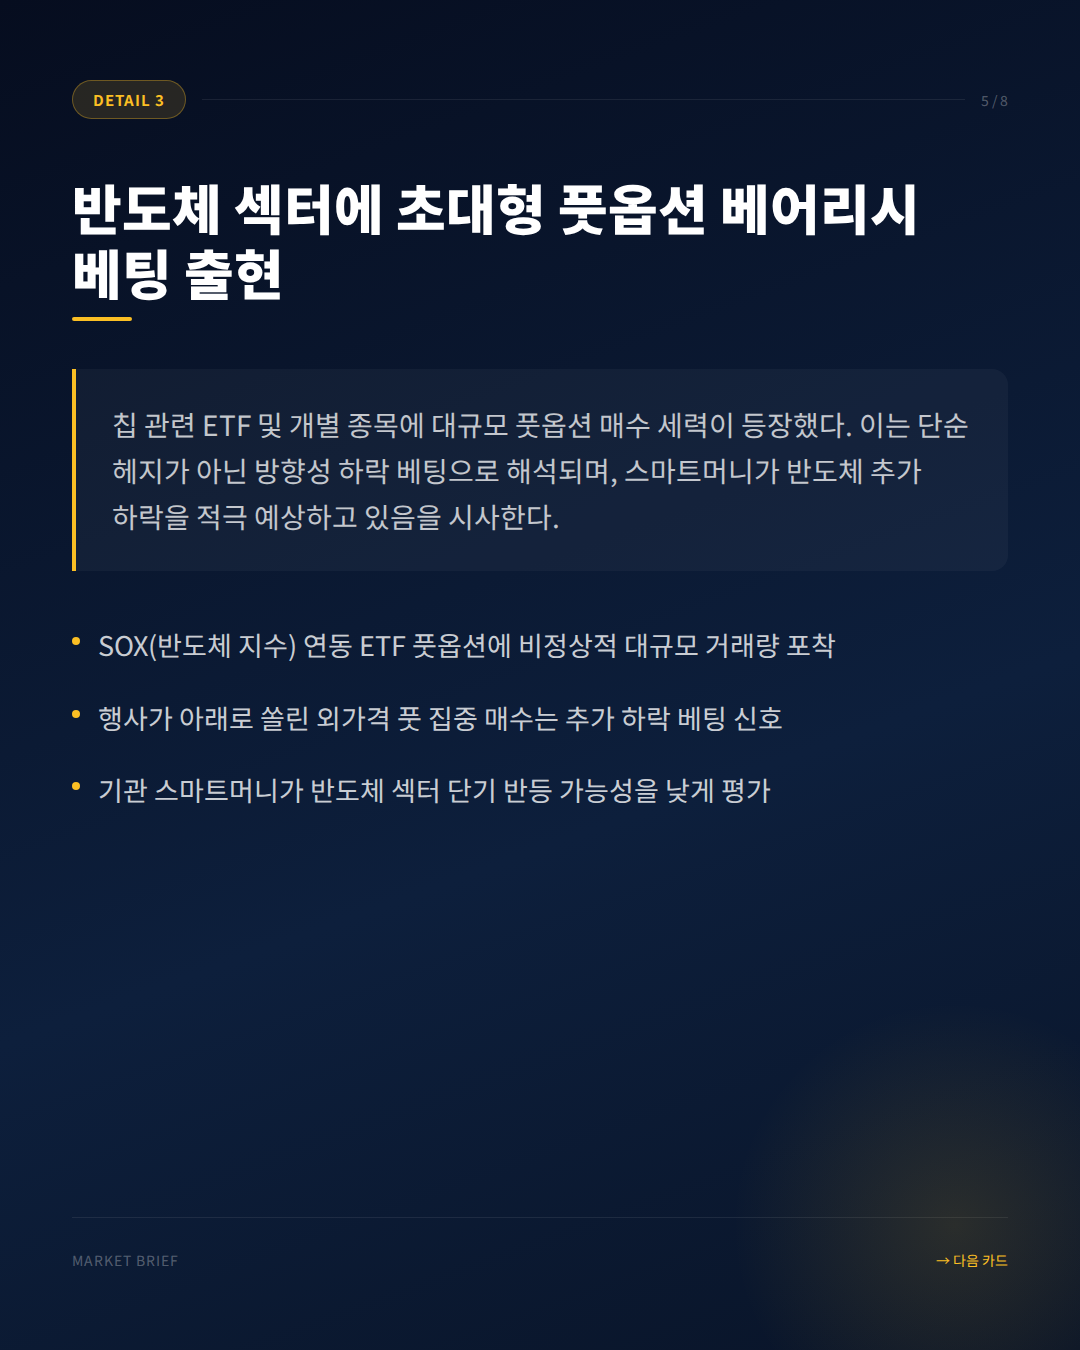 DETAIL 3
5 / 8
반도체 섹터에 초대형 풋옵션 베어리시
베팅 출현
칩 관련 ETF 및 개별 종목에 대규모 풋옵션 매수 세력이 등장했다. 이는 단순
헤지가 아닌 방향성 하락 베팅으로 해석되며, 스마트머니가 반도체 추가
하락을 적극 예상하고 있음을 시사한다.
SOX(반도체 지수) 연동 ETF 풋옵션에 비정상적 대규모 거래량 포착
행사가 아래로 쏠린 외가격 풋 집중 매수는 추가 하락 베팅 신호
기관 스마트머니가 반도체 섹터 단기 반등 가능성을 낮게 평가
MARKET BRIEF
→ 다음 카드